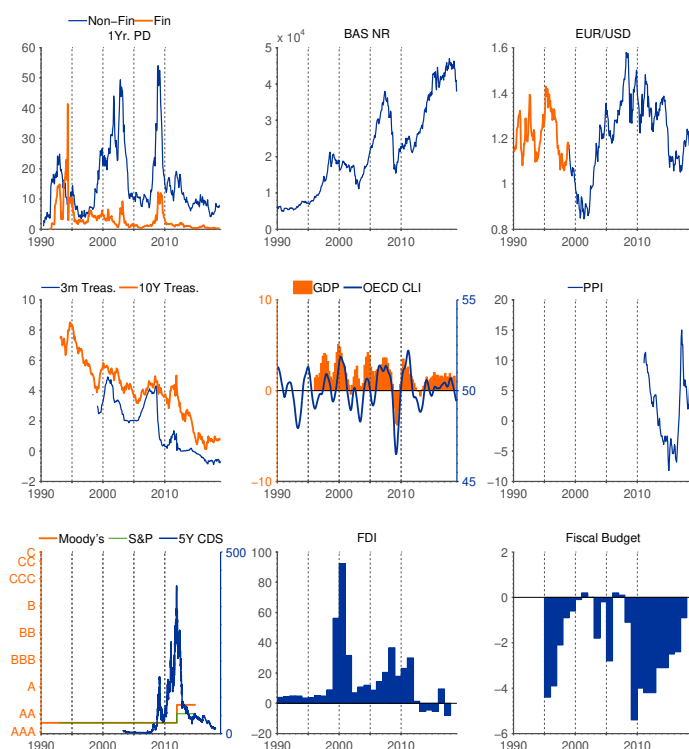 Non−Fin Fin
1Yr. PD
60
50
40
30
20
10
0
1990 2000 2010
BAS NR
5 x 10⁴
4
3
2
1
0
1990 2000 2010
EUR/USD
1.6
1.4
1.2
1
0.8
1990 2000 2010
3m Treas. 10Y Treas.
10
8
6
4
2
0
−2
1990 2000 2010
GDP OECD CLI
10 55
0 50
−10 45
1990 2000 2010
PPI
20
15
10
5
0
−5
−10
1990 2000 2010
Moody's S&P 5Y CDS
C 500
CC
CCC
B
BB
BBB
A
AA
AAA 0
1990 2000 2010
FDI
100
80
60
40
20
0
−20
1990 2000 2010
Fiscal Budget
2
0
−2
−4
−6
1990 2000 2010